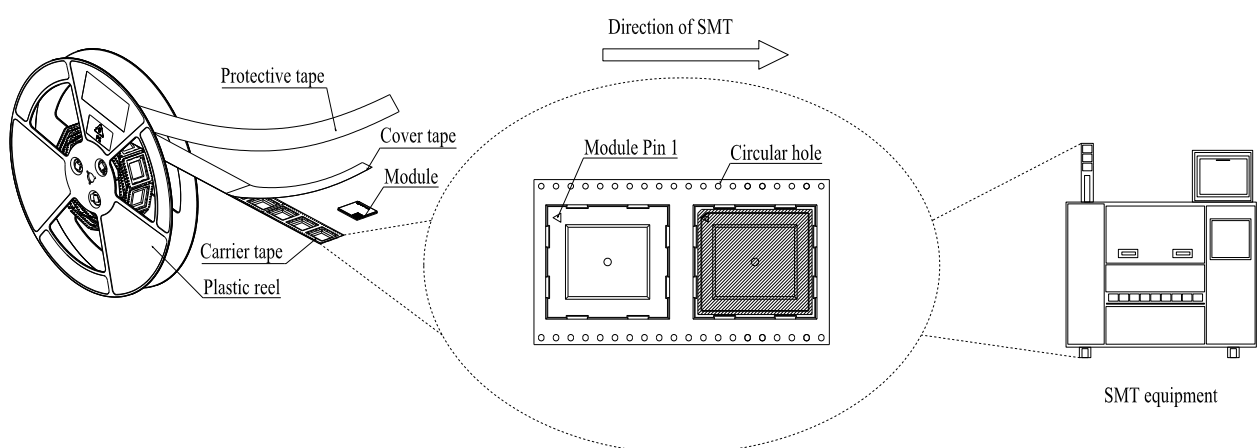 Direction of SMT
Protective tape
Cover tape
Module
Carrier tape
Plastic reel
Module Pin 1
Circular hole
SMT equipment